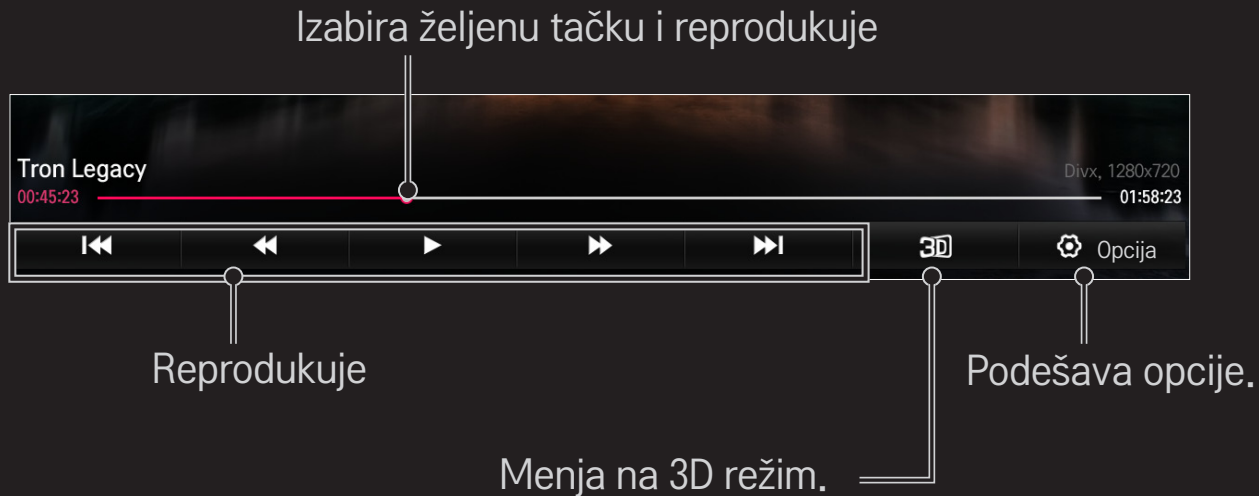 Izabira željenu tačku i reprodukuje
Tron Legacy
Divx, 1280x720
00:45:23
01:58:23
3D
Opcija
Reprodukuje
Podešava opcije.
Menja na 3D režim.